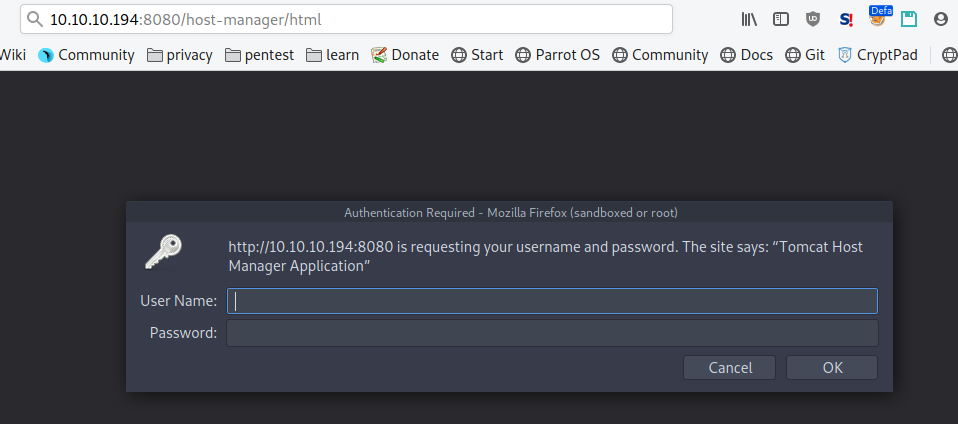 10.10.10.194:8080/host-manager/html
Defa
Wiki Community privacy pentest learn Donate Start Parrot OS Community Docs Git CryptPad
Authentication Required - Mozilla Firefox (sandboxed or root)
http://10.10.10.194:8080 is requesting your username and password. The site says: “Tomcat Host
Manager Application”
User Name:
Password:
Cancel OK